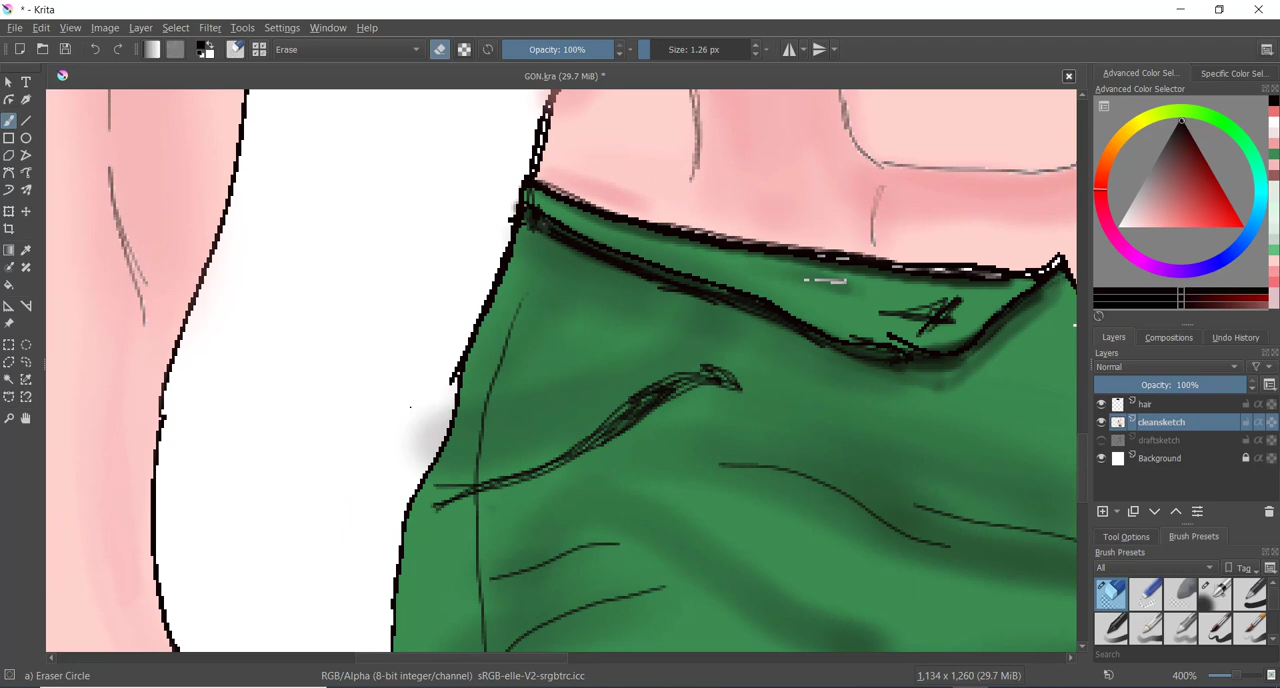 * - Krita
File Edit View Image Layer Select Filter Tools Settings Window Help
Erase Opacity: 100% Size: 1.26 px
GON.kra (29.7 MiB) *
Advanced Color Sel... Specific Color Sel...
Advanced Color Selector
Layers Compositions Undo History
Layers
Normal
Opacity: 100%
hair
cleansketch
draftsketch
Background
Tool Options Brush Presets
Brush Presets
All Tag
Search
a) Eraser Circle RGB/Alpha (8-bit integer/channel) sRGB-elle-V2-srgbtrc.icc 1,134 x 1,260 (29.7 MiB) 400%